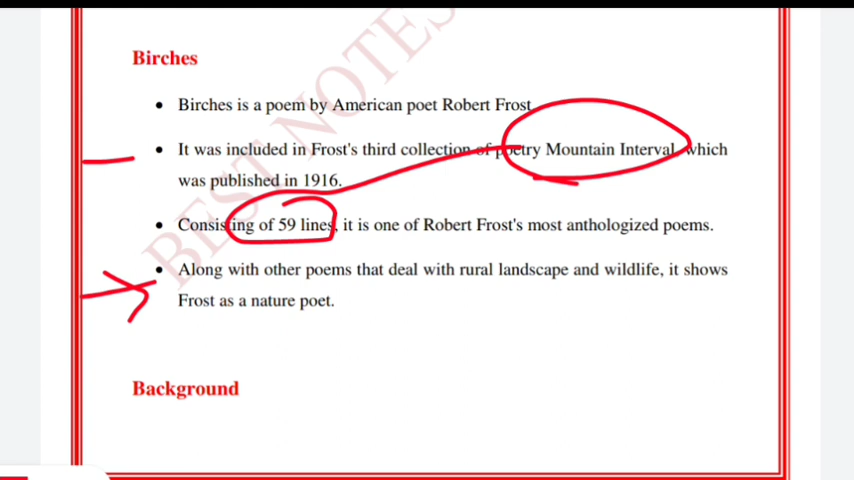 Birches
• Birches is a poem by American poet Robert Frost
• It was included in Frost's third collection of poetry Mountain Interval, which
was published in 1916.
• Consisting of 59 lines, it is one of Robert Frost's most anthologized poems.
• Along with other poems that deal with rural landscape and wildlife, it shows
Frost as a nature poet.
Background
BEST NOTES